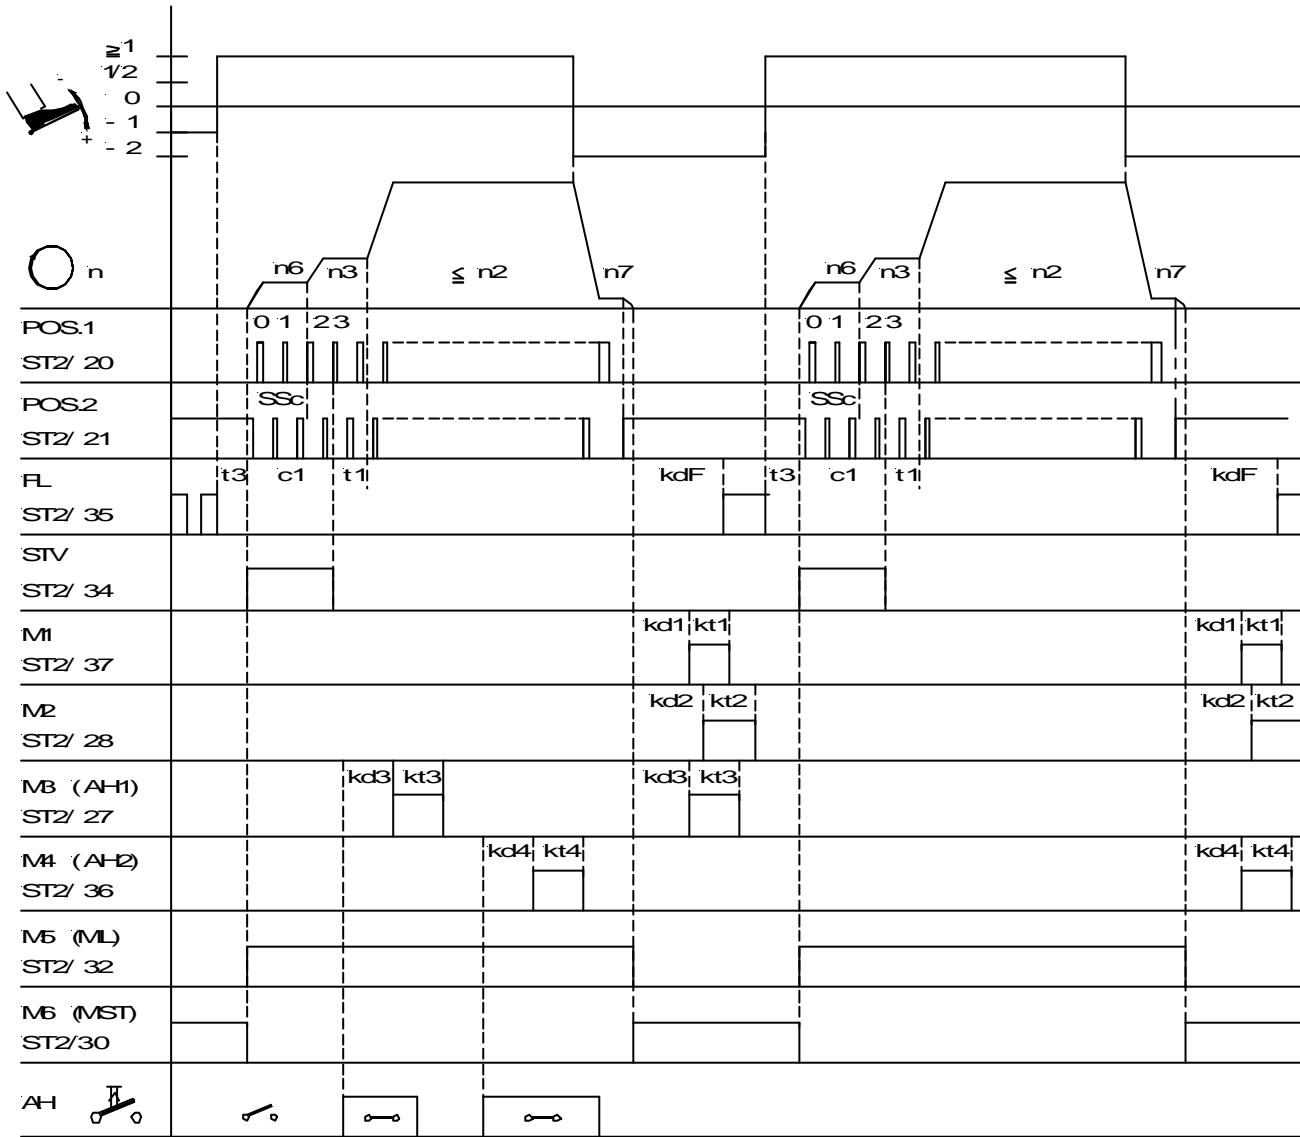 ≧1
1/2
0
- 1
- 2
-
+
n
n6 n3 ≦ n2 n7 n6 n3 ≦ n2 n7
POS.1 0 1 2 3 0 1 2 3
ST2/ 20
POS.2 SSc SSc
ST2/ 21
FL t3 c1 t1 kdF t3 c1 t1 kdF
ST2/ 35
STV
ST2/ 34
M1 kd1 kt1 kd1 kt1
ST2/ 37
M2 kd2 kt2 kd2 kt2
ST2/ 28
M3 (AH1) kd3 kt3 kd3 kt3
ST2/ 27
M4 (AH2) kd4 kt4 kd4 kt4
ST2/ 36
M5 (ML)
ST2/ 32
M6 (MST)
ST2/30
AH